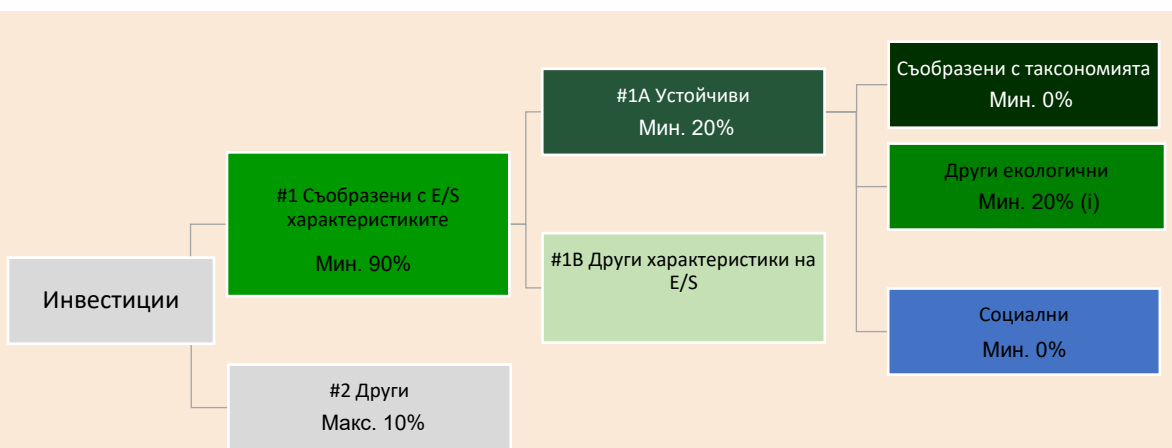 Инвестиции
#1 Съобразени с E/S
характеристиките
Мин. 90%
#2 Други
Макс. 10%
#1A Устойчиви
Мин. 20%
#1B Други характеристики на
E/S
Съобразени с таксономията
Мин. 0%
Други екологични
Мин. 20% (i)
Социални
Мин. 0%